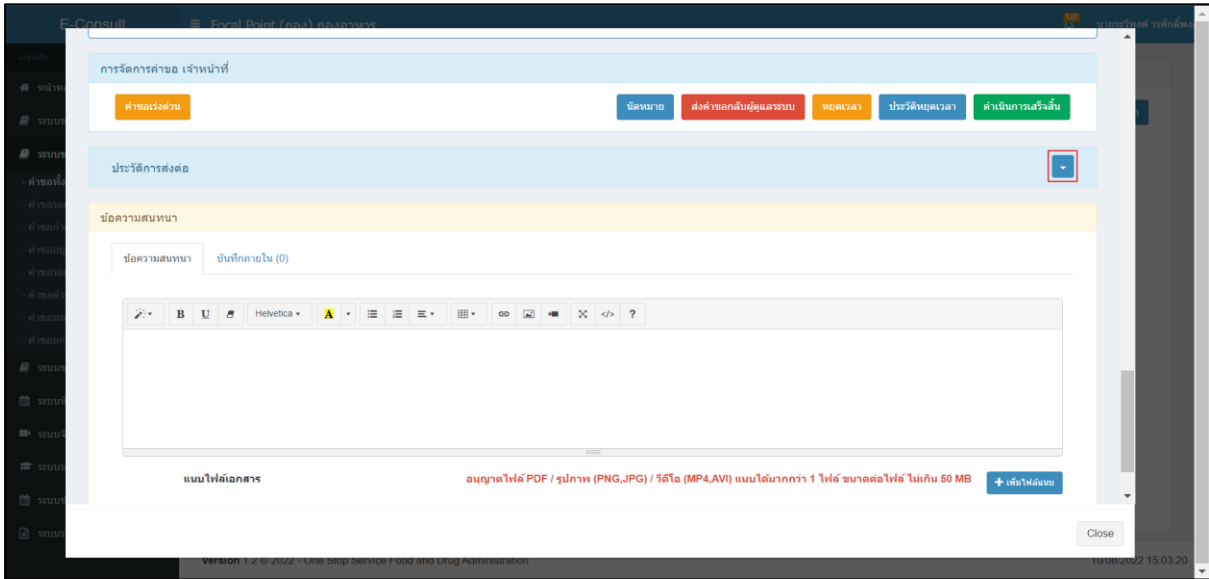 E-Consult
Focal Point (กอง) กองอาหาร
การจัดการคำขอ เจ้าหน้าที่
คำขอเร่งด่วน
นัดหมาย
ส่งคำขอกลับผู้ดูแลระบบ
หยุดเวลา
ประวัติหยุดเวลา
ดำเนินการเสร็จสิ้น
ประวัติการส่งต่อ
ข้อความสนทนา
ข้อความสนทนา
บันทึกภายใน (0)
B U Helvetica A </> ?
แนบไฟล์เอกสาร
อนุญาตไฟล์ PDF / รูปภาพ (PNG,JPG) / วีดีโอ (MP4,AVI) แนบได้มากกว่า 1 ไฟล์ ขนาดต่อไฟล์ ไม่เกิน 50 MB
+ เพิ่มไฟล์แนบ
Close
Version 1.2 © 2022 - One Stop Service Food and Drug Administration
10/06/2022 15:03:20